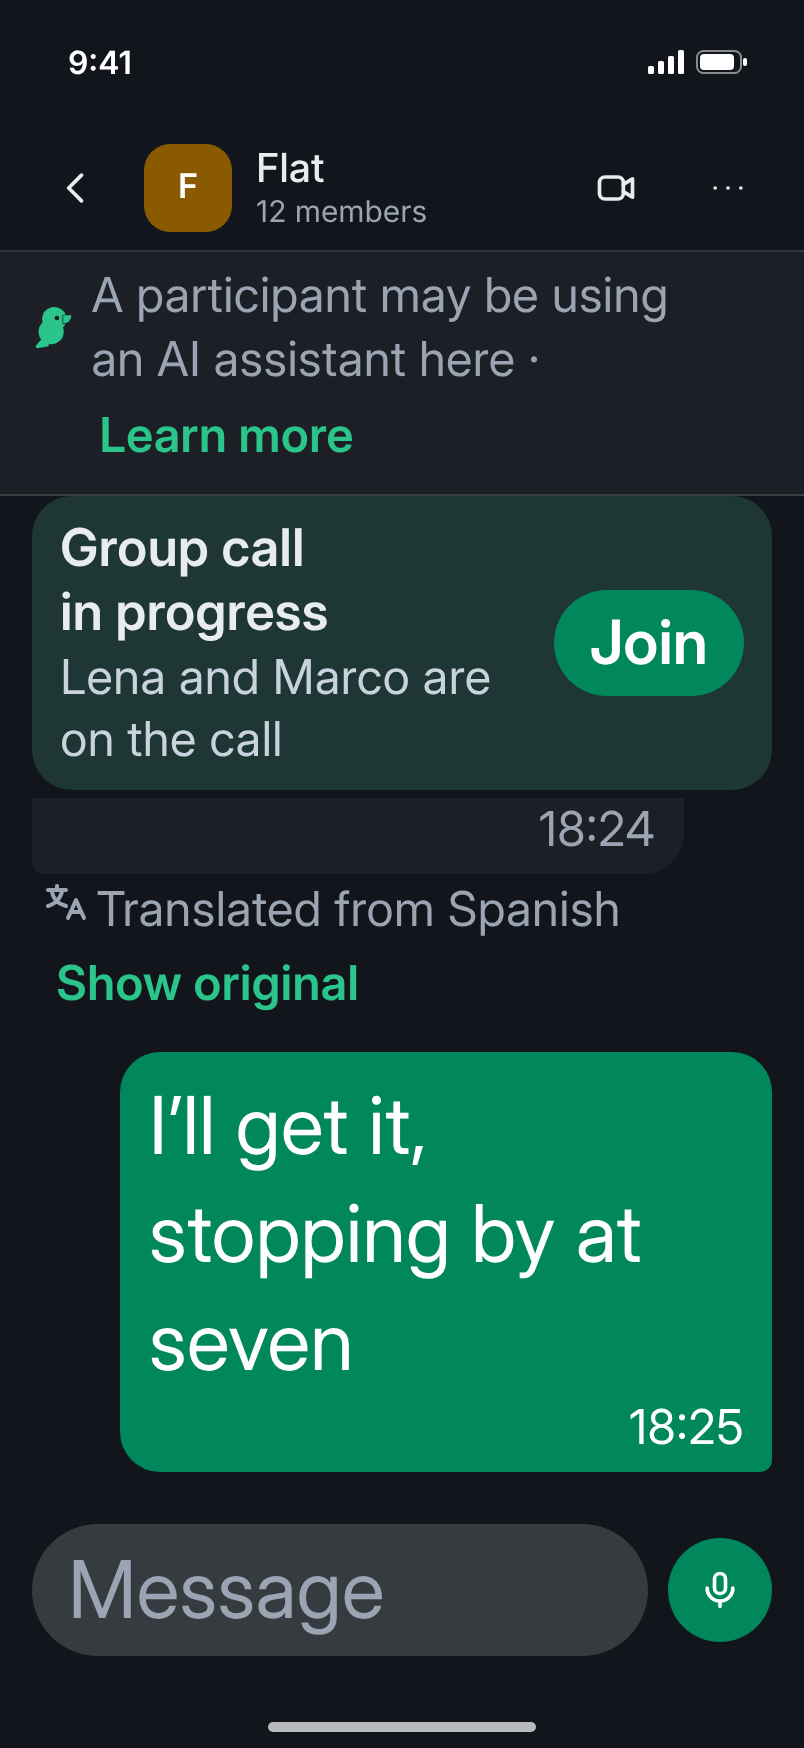 9:41
F
Flat
12 members
A participant may be using
an AI assistant here ·
Learn more
Group call
in progress
Lena and Marco are
on the call
Join
18:24
Translated from Spanish
Show original
I’ll get it,
stopping by at
seven
18:25
Message